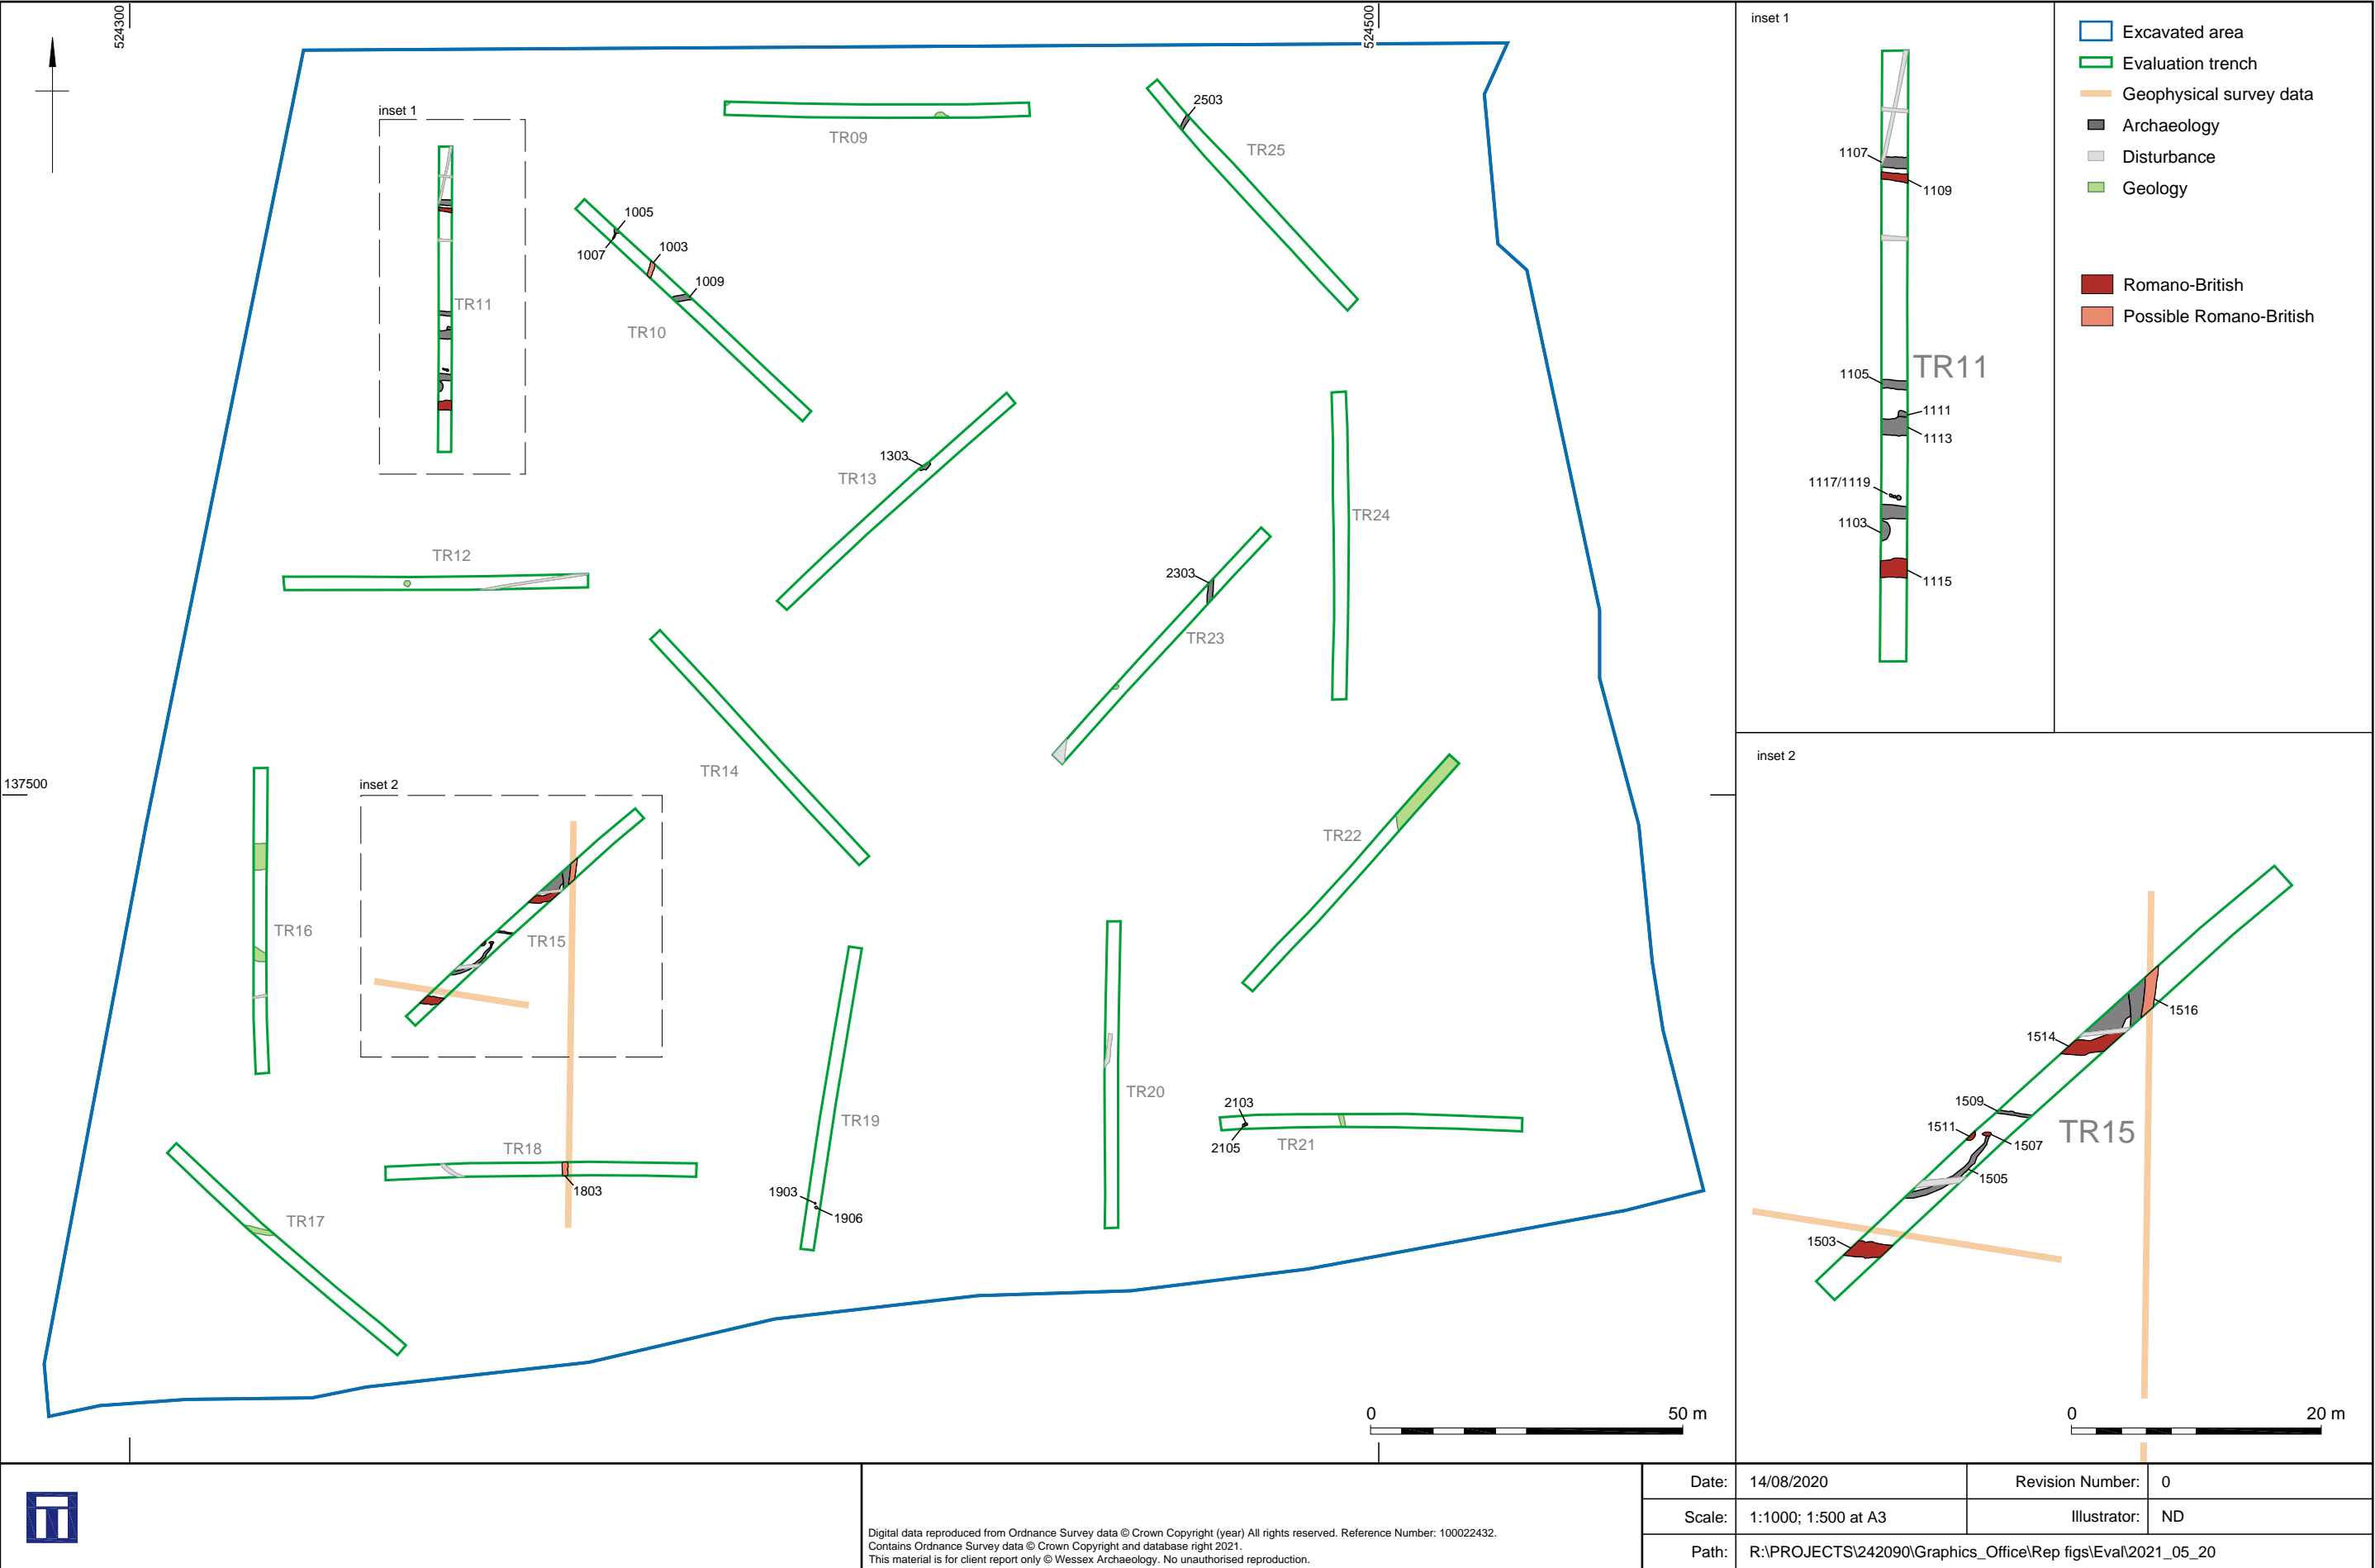 524300
524500
inset 1
2503
TR09
TR25
1005
1007
1003
1009
TR11
TR10
1303
TR13
TR24
TR12
2303
TR23
TR14
137500
inset 2
TR22
TR16
TR15
TR20
TR19
2103
2105
TR21
TR18
1803
1903
1906
TR17
0
50 m
inset 1
1107
1109
1105
TR11
1111
1113
1117/1119
1103
1115
Excavated area
Evaluation trench
Geophysical survey data
Archaeology
Disturbance
Geology
Romano-British
Possible Romano-British
inset 2
1516
1514
1509
1511
TR15
1507
1505
1503
0
20 m
Digital data reproduced from Ordnance Survey data © Crown Copyright (year) All rights reserved. Reference Number: 100022432.
Contains Ordnance Survey data © Crown Copyright and database right 2021.
This material is for client report only © Wessex Archaeology. No unauthorised reproduction.
Date: 14/08/2020 Revision Number: 0
Scale: 1:1000; 1:500 at A3 Illustrator: ND
Path: R:\PROJECTS\242090\Graphics_Office\Rep figs\Eval\2021_05_20